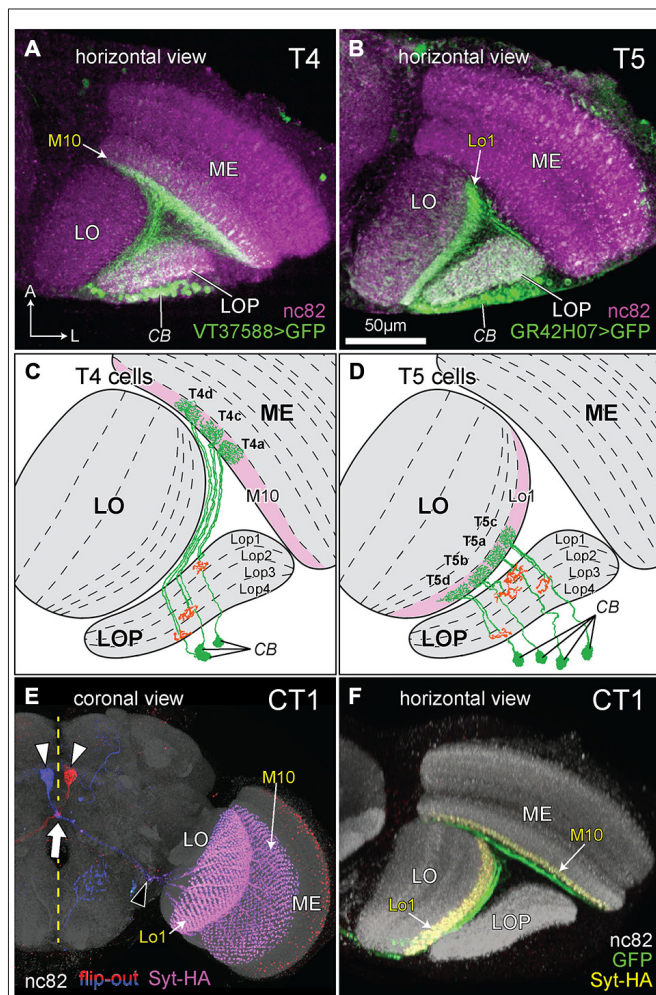 A horizontal view T4
M10
ME
LO
LOP
A
L
CB
nc82
VT37588>GFP
B horizontal view T5
Lo1
ME
LO
LOP
50µm
CB
nc82
GR42H07>GFP
C T4 cells
T4d
T4c
T4a
ME
M10
LO
Lop1
Lop2
Lop3
Lop4
LOP
CB
D T5 cells
ME
Lo1
LO
T5c
T5a
T5b
T5d
Lop1
Lop2
Lop3
Lop4
LOP
CB
E coronal view CT1
M10
LO
ME
Lo1
nc82 flip-out Syt-HA
F horizontal view CT1
ME
M10
LO
Lo1
LOP
nc82
GFP
Syt-HA